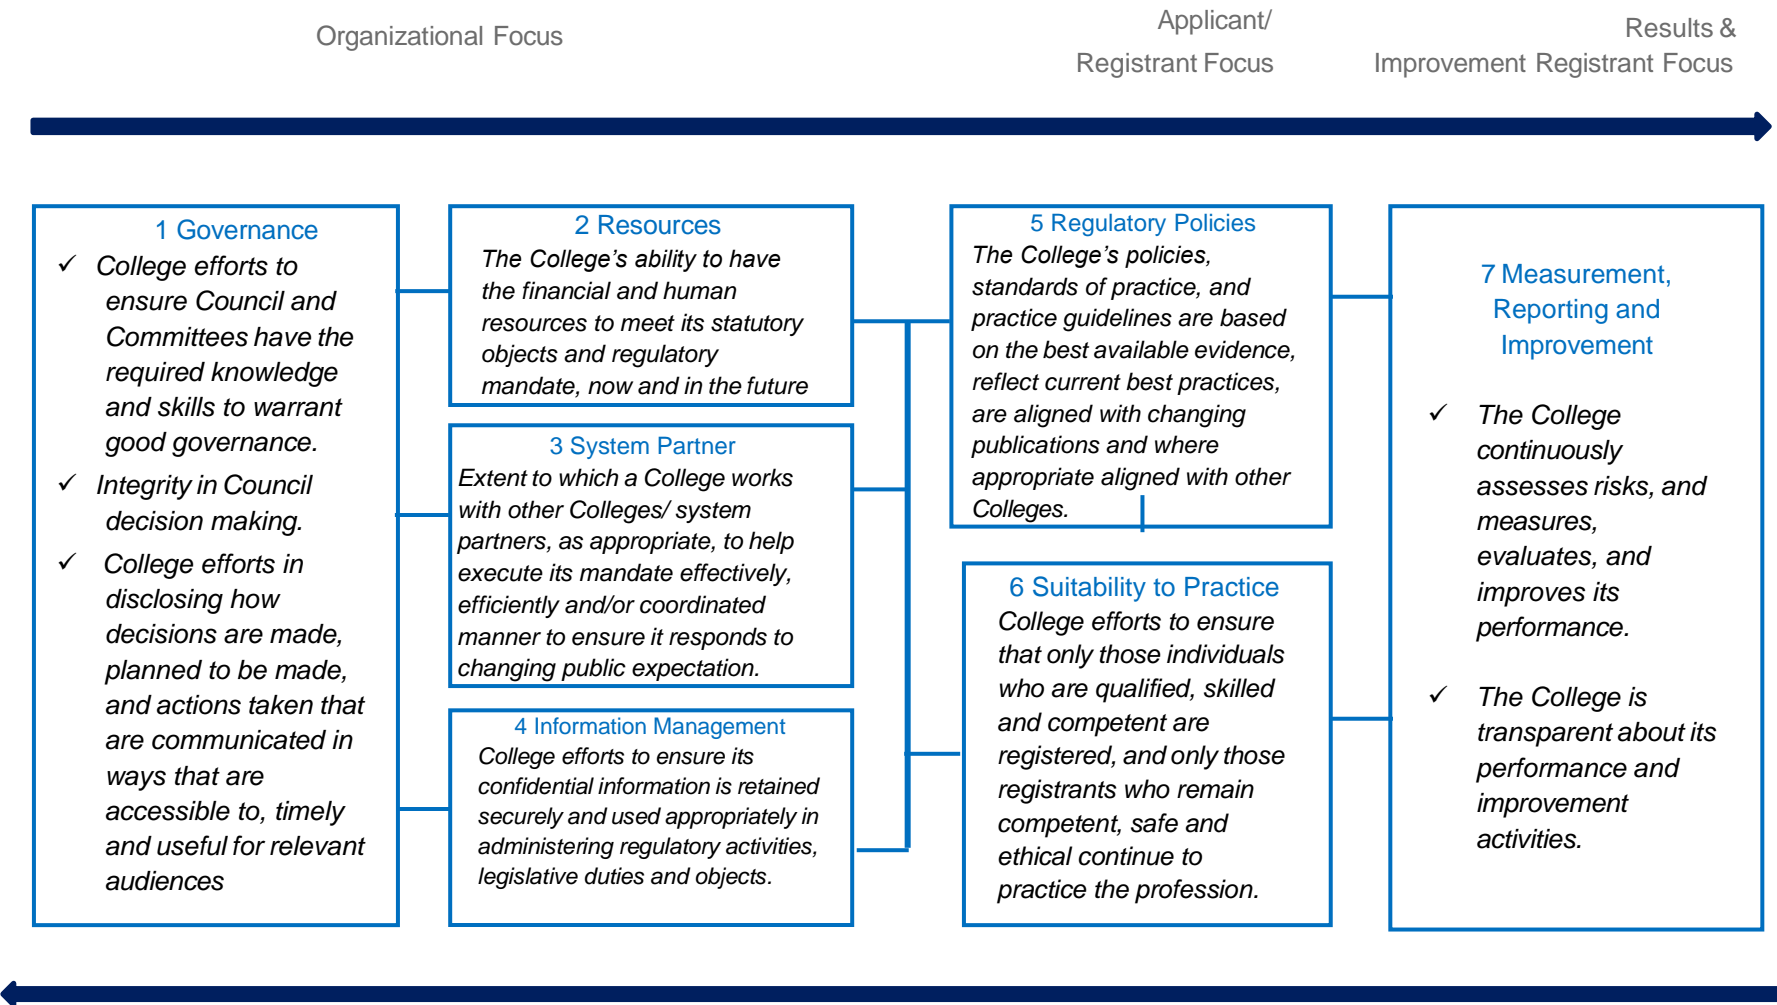 Organizational Focus
Applicant/
Registrant Focus
Results &
Improvement Registrant Focus
1 Governance
✓ College efforts to
ensure Council and
Committees have the
required knowledge
and skills to warrant
good governance.
✓ Integrity in Council
decision making.
✓ College efforts in
disclosing how
decisions are made,
planned to be made,
and actions taken that
are communicated in
ways that are
accessible to, timely
and useful for relevant
audiences
2 Resources
The College’s ability to have
the financial and human
resources to meet its statutory
objects and regulatory
mandate, now and in the future
3 System Partner
Extent to which a College works
with other Colleges/ system
partners, as appropriate, to help
execute its mandate effectively,
efficiently and/or coordinated
manner to ensure it responds to
changing public expectation.
4 Information Management
College efforts to ensure its
confidential information is retained
securely and used appropriately in
administering regulatory activities,
legislative duties and objects.
5 Regulatory Policies
The College’s policies,
standards of practice, and
practice guidelines are based
on the best available evidence,
reflect current best practices,
are aligned with changing
publications and where
appropriate aligned with other
Colleges.
6 Suitability to Practice
College efforts to ensure
that only those individuals
who are qualified, skilled
and competent are
registered, and only those
registrants who remain
competent, safe and
ethical continue to
practice the profession.
7 Measurement,
Reporting and
Improvement
✓ The College
continuously
assesses risks, and
measures,
evaluates, and
improves its
performance.
✓ The College is
transparent about its
performance and
improvement
activities.